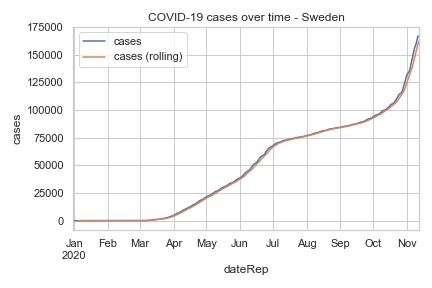 COVID-19 cases over time - Sweden
cases
cases (rolling)
175000
150000
125000
100000
75000
50000
25000
0
cases
Jan Feb Mar Apr May Jun Jul Aug Sep Oct Nov
2020
dateRep